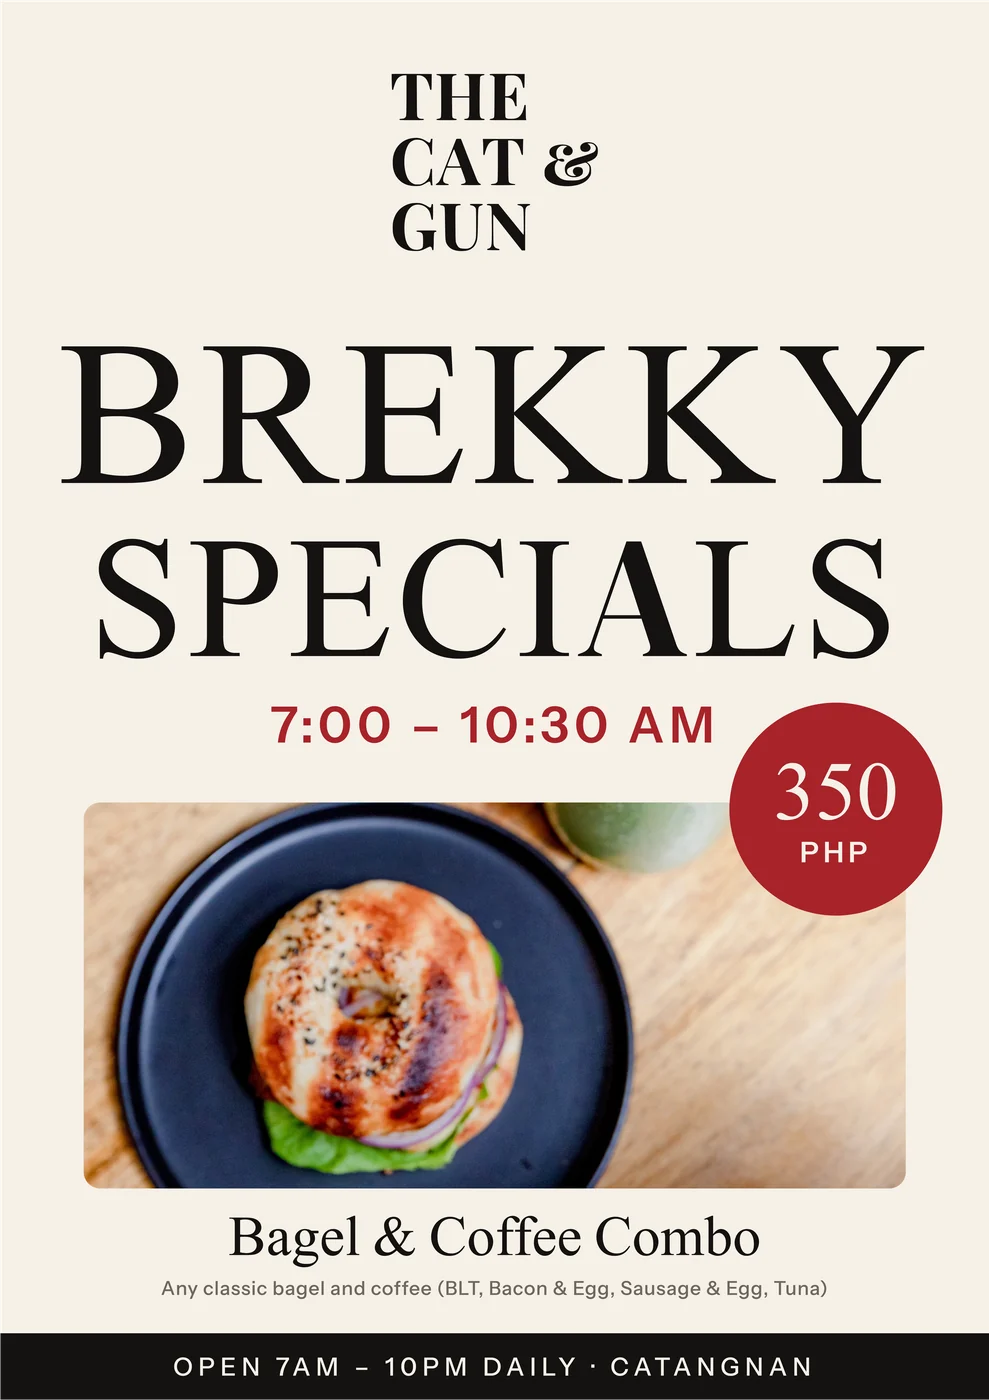 THE
CAT &
GUN
BREKKY
SPECIALS
7:00 – 10:30 AM
350
PHP
Bagel & Coffee Combo
Any classic bagel and coffee (BLT, Bacon & Egg, Sausage & Egg, Tuna)
OPEN 7AM – 10PM DAILY · CATANGNAN